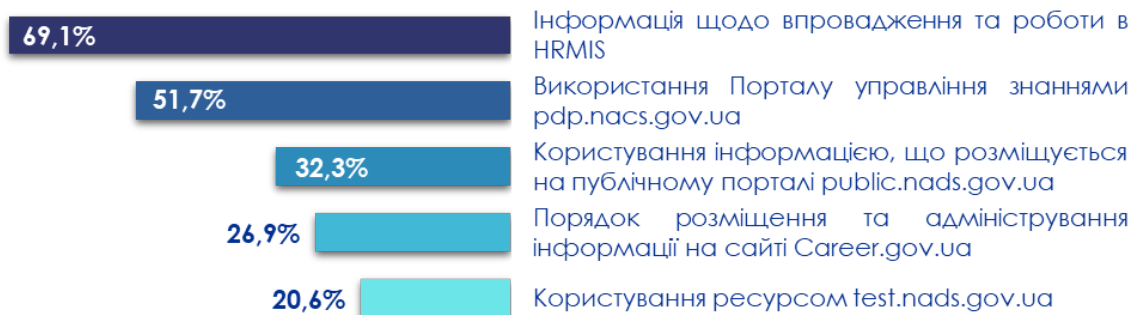 69,1%
Інформація щодо впровадження та роботи в
HRMIS
51,7%
Використання Порталу управління знаннями
pdp.nacs.gov.ua
32,3%
Користування інформацією, що розміщується
на публічному порталі public.nads.gov.ua
26,9%
Порядок розміщення та адміністрування
інформації на сайті Career.gov.ua
20,6%
Користування ресурсом test.nads.gov.ua